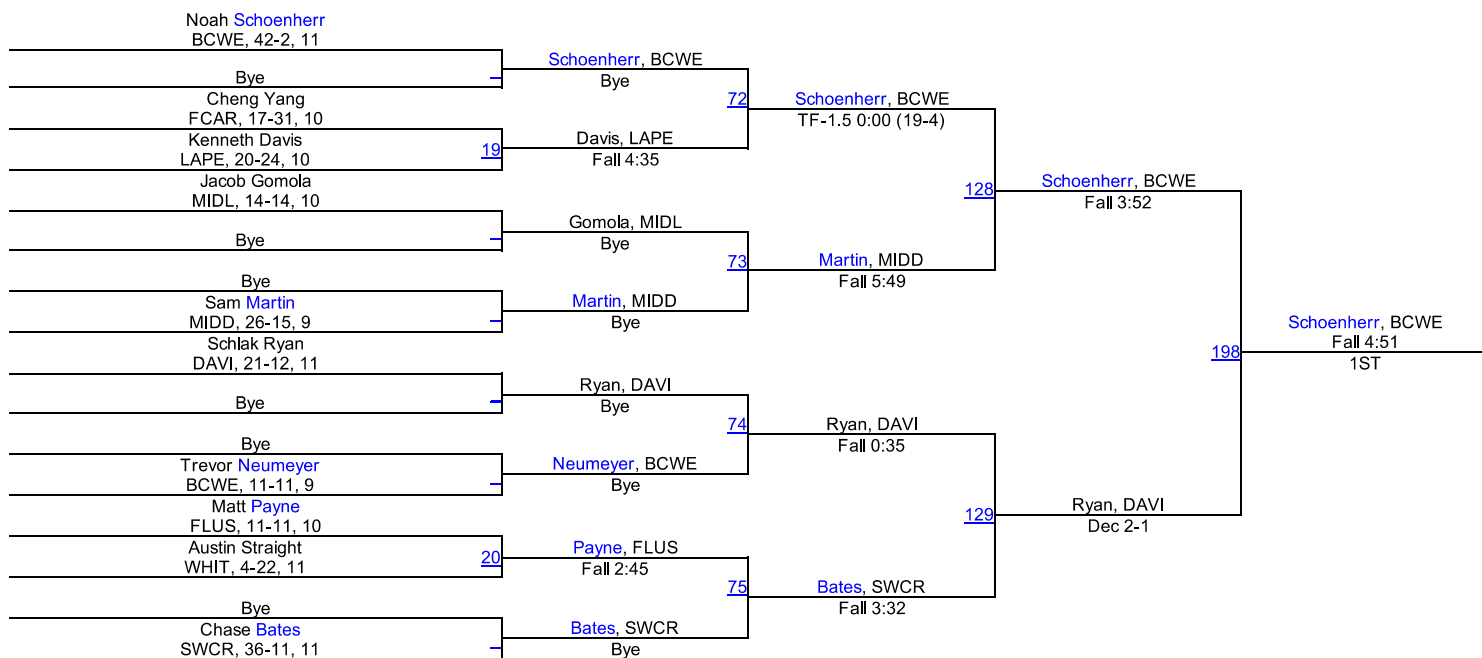 Noah Schoenherr
BCWE, 42-2, 11
Bye
Cheng Yang
FCAR, 17-31, 10
Kenneth Davis
LAPE, 20-24, 10
19
Jacob Gomola
MIDL, 14-14, 10
Bye
Bye
Sam Martin
MIDD, 26-15, 9
Schlak Ryan
DAVI, 21-12, 11
Bye
Bye
Trevor Neumeyer
BCWE, 11-11, 9
Matt Payne
FLUS, 11-11, 10
Austin Straight
WHIT, 4-22, 11
20
Bye
Chase Bates
SWCR, 36-11, 11
Schoenherr, BCWE
Bye
72
Davis, LAPE
Fall 4:35
Gomola, MIDL
Bye
73
Martin, MIDD
Bye
Ryan, DAVI
Bye
74
Neumeyer, BCWE
Bye
Payne, FLUS
Fall 2:45
75
Bates, SWCR
Bye
Schoenherr, BCWE
TF-1.5 0:00 (19-4)
128
Martin, MIDD
Fall 5:49
Ryan, DAVI
Fall 0:35
129
Bates, SWCR
Fall 3:32
Schoenherr, BCWE
Fall 3:52
198
Ryan, DAVI
Dec 2-1
Schoenherr, BCWE
Fall 4:51
1ST